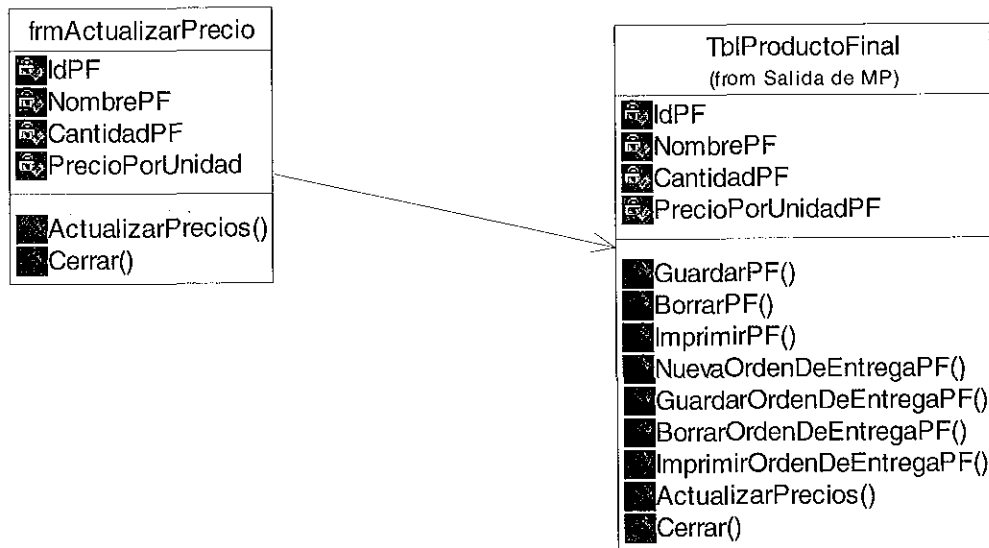 frmActualizarPrecio
IdPF
NombrePF
CantidadPF
PrecioPorUnidad
ActualizarPrecios()
Cerrar()
TblProductoFinal
(from Salida de MP)
IdPF
NombrePF
CantidadPF
PrecioPorUnidadPF
GuardarPF()
BorrarPF()
ImprimirPF()
NuevaOrdenDeEntregaPF()
GuardarOrdenDeEntregaPF()
BorrarOrdenDeEntregaPF()
ImprimirOrdenDeEntregaPF()
ActualizarPrecios()
Cerrar()